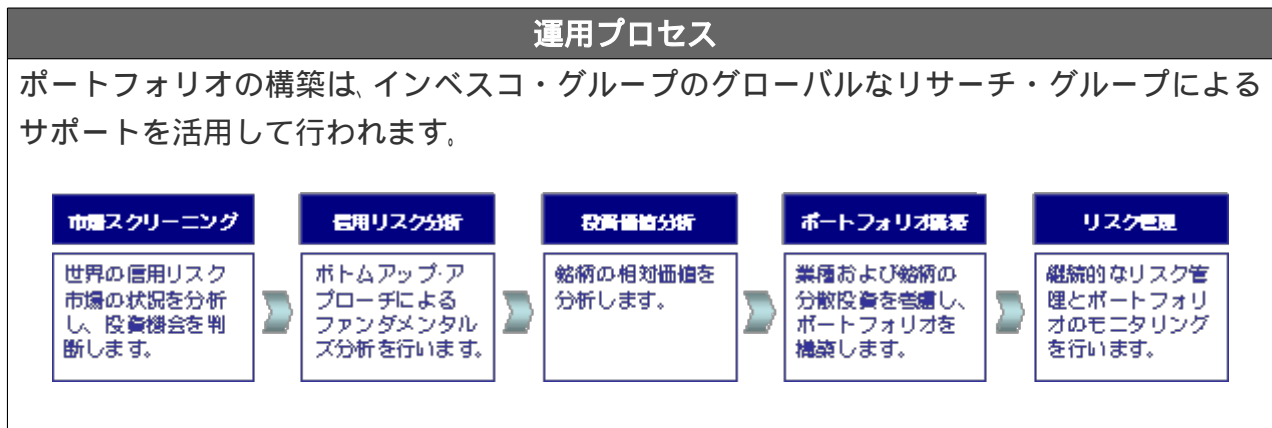 運用プロセス
ポートフォリオの構築は、インベスコ・グループのグローバルなリサーチ・グループによる
サポートを活用して行われます。
市場スクリーニング
世界の信用リスク
市場の状況を分析
し、投資機会を判
断します。
信用リスク分析
ボトムアップ・ア
プローチによる
ファンダメンタル
ズ分析を行います。
投資価値分析
銘柄の相対価値を
分析します。
ポートフォリオ構築
業種および銘柄の
分散投資を考慮し、
ポートフォリオを
構築します。
リスク管理
継続的なリスク管
理とポートフォリ
オのモニタリング
を行います。